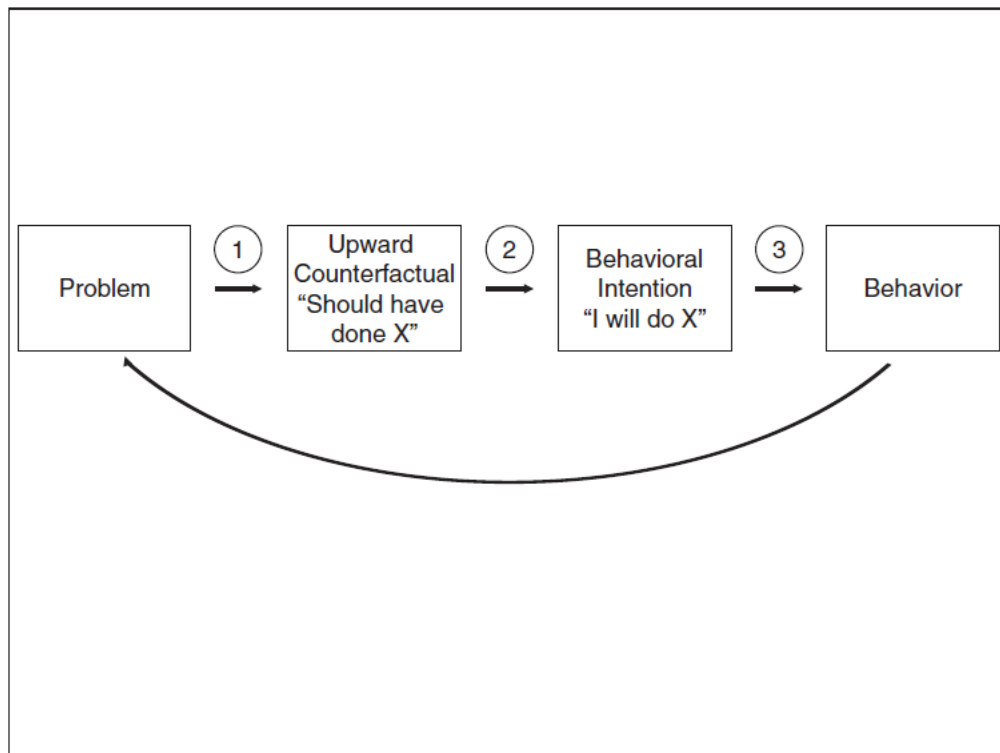 Problem
1
Upward
Counterfactual
“Should have
done X”
2
Behavioral
Intention
“I will do X”
3
Behavior